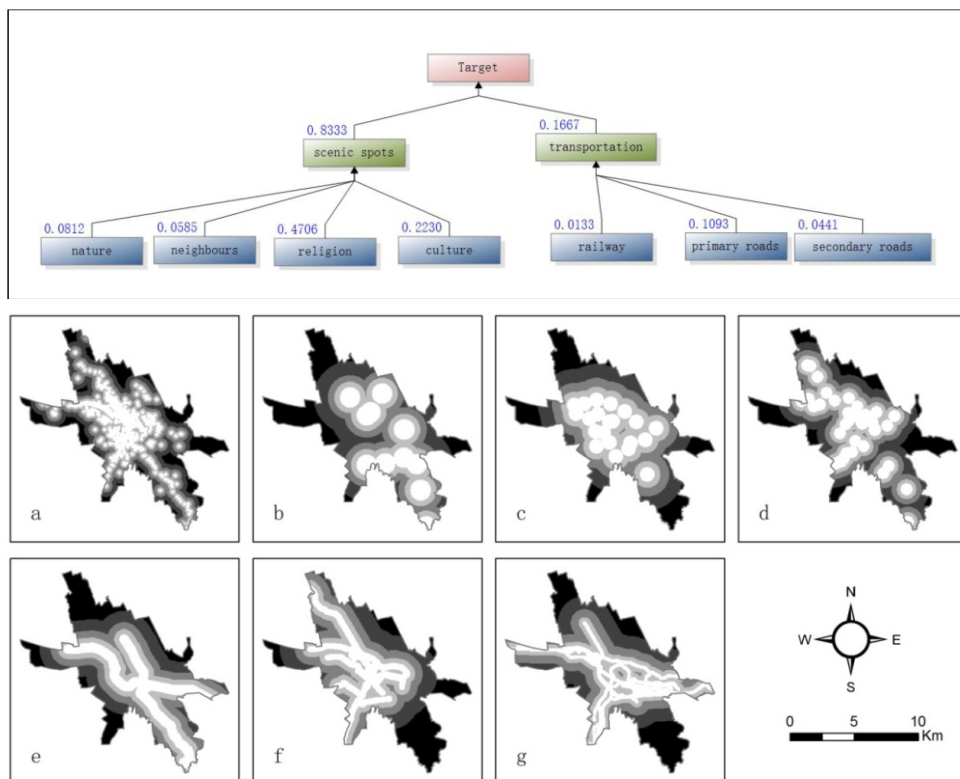 Target
0.8333 0.1667
scenic spots transportation
0.0812 0.0585 0.4706 0.2230 0.0133 0.1093 0.0441
nature neighbours religion culture railway primary roads secondary roads
a b c d
e f g
N
W E
S
0 5 10
Km